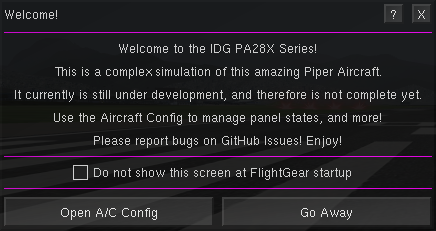 Welcome! ? X
Welcome to the IDG PA28X Series!
This is a complex simulation of this amazing Piper Aircraft.
It currently is still under development, and therefore is not complete yet.
Use the Aircraft Config to manage panel states, and more!
Please report bugs on GitHub Issues! Enjoy!
Do not show this screen at FlightGear startup
Open A/C Config Go Away